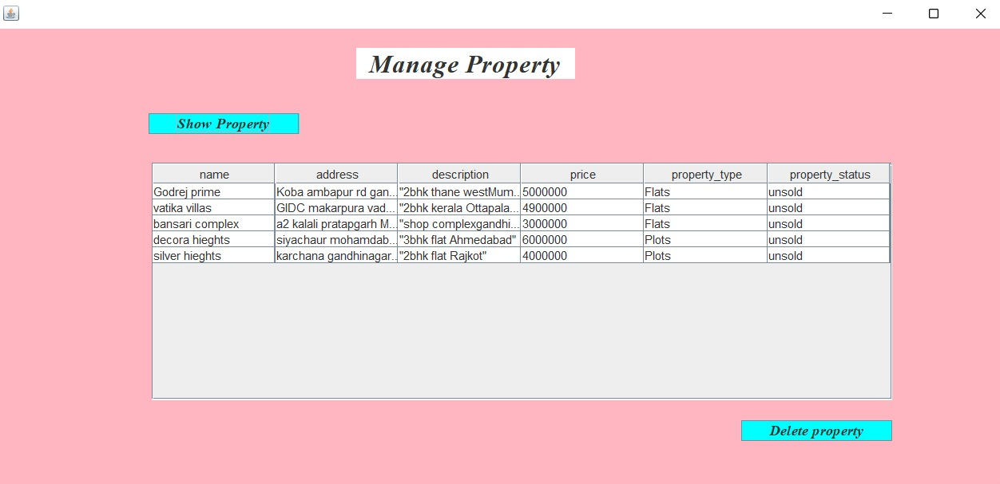 Manage Property
Show Property
name address description price property_type property_status
Godrej prime Koba ambapur rd gan... "2bhk thane westMum... 5000000 Flats unsold
vatika villas GIDC makarpura vad... "2bhk kerala Ottapala... 4900000 Flats unsold
bansari complex a2 kalali pratapgarh M... "shop complexgandhi... 3000000 Flats unsold
decora hieghts siyachaur mohamdab... "3bhk flat Ahmedabad" 6000000 Plots unsold
silver hieghts karchana gandhinagar... "2bhk flat Rajkot" 4000000 Plots unsold
Delete property